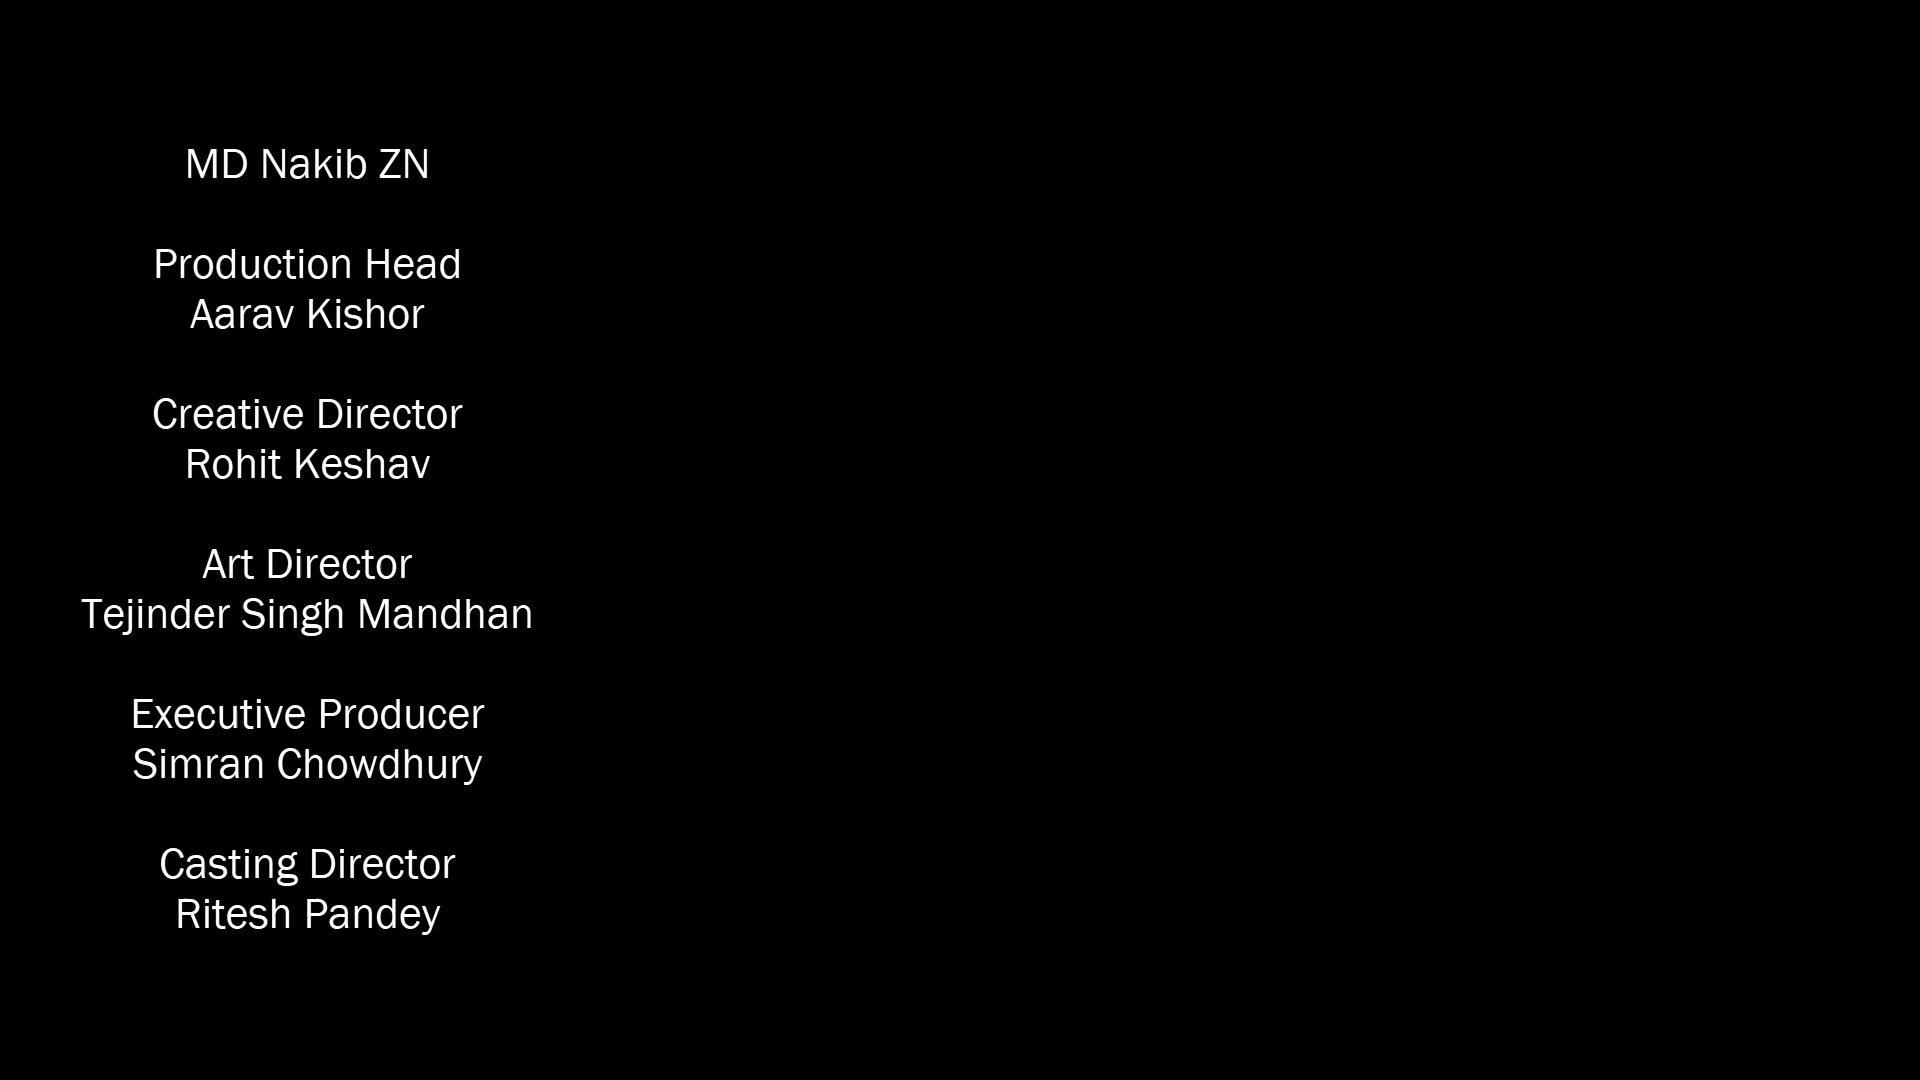 MD Nakib ZN
Production Head
Aarav Kishor
Creative Director
Rohit Keshav
Art Director
Tejinder Singh Mandhan
Executive Producer
Simran Chowdhury
Casting Director
Ritesh Pandey